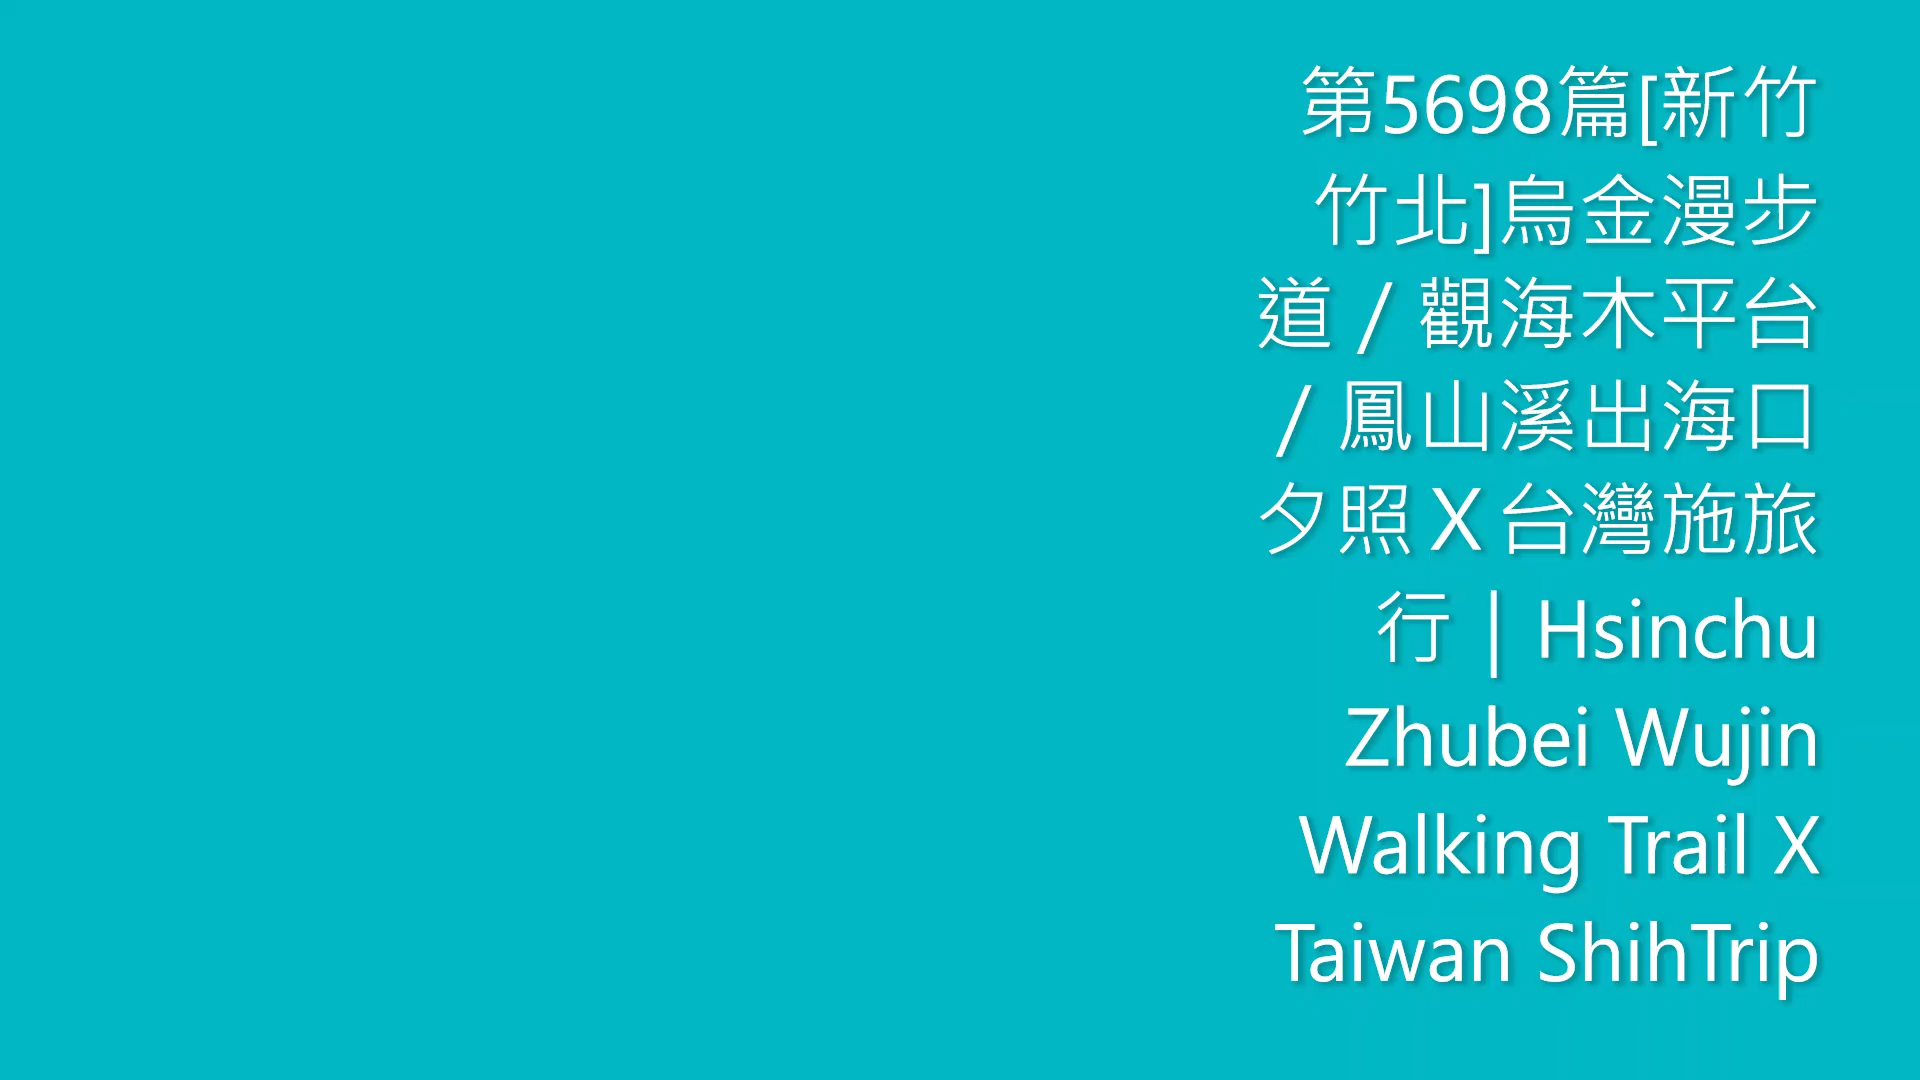 第5698篇[新竹
竹北]烏金漫步
道 / 觀海木平台
/ 鳳山溪出海口
夕照 X 台灣施旅
行｜Hsinchu
Zhubei Wujin
Walking Trail X
Taiwan ShihTrip